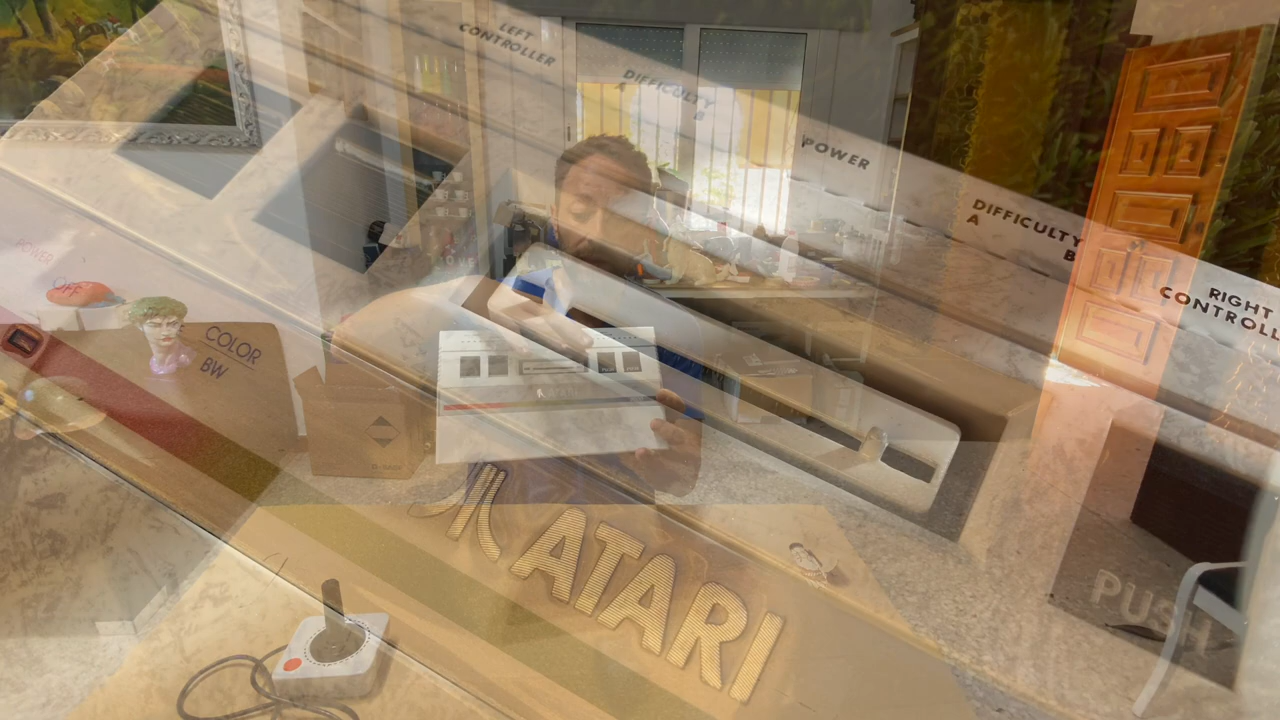 LEFT
CONTROLLER
DIFFICULTY
A
B
POWER
DIFFICULTY
A
B
RIGHT
CONTROLL
POWER
OFF
COLOR
BW
ATARI
PUSH